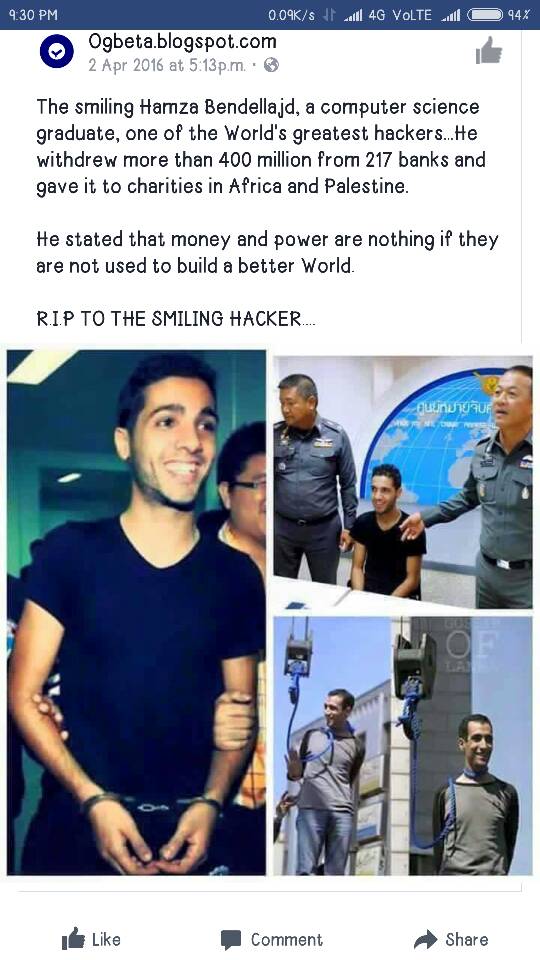 9:30 PM 0.09K/s 4G VoLTE 94%
Ogbeta.blogspot.com
2 Apr 2016 at 5:13p.m. ·
The smiling Hamza Bendellajd, a computer science
graduate, one of the World's greatest hackers...He
withdrew more than 400 million from 217 banks and
gave it to charities in Africa and Palestine.
He stated that money and power are nothing if they
are not used to build a better World.
R.I.P TO THE SMILING HACKER....
GOSSIP
OF
Like Comment Share